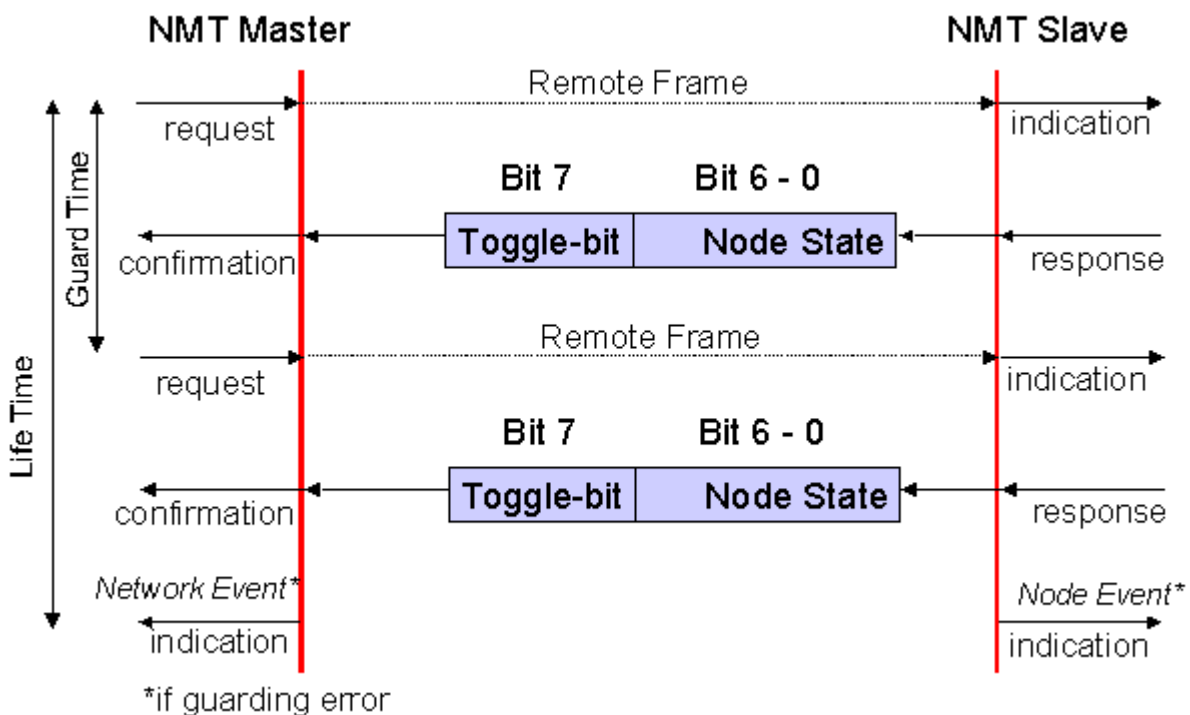 NMT Master
NMT Slave
Remote Frame
request
indication
Bit 7
Bit 6 - 0
Guard Time
Toggle-bit
Node State
confirmation
response
Remote Frame
request
indication
Life Time
Bit 7
Bit 6 - 0
Toggle-bit
Node State
confirmation
response
Network Event*
Node Event*
indication
indication
*if guarding error